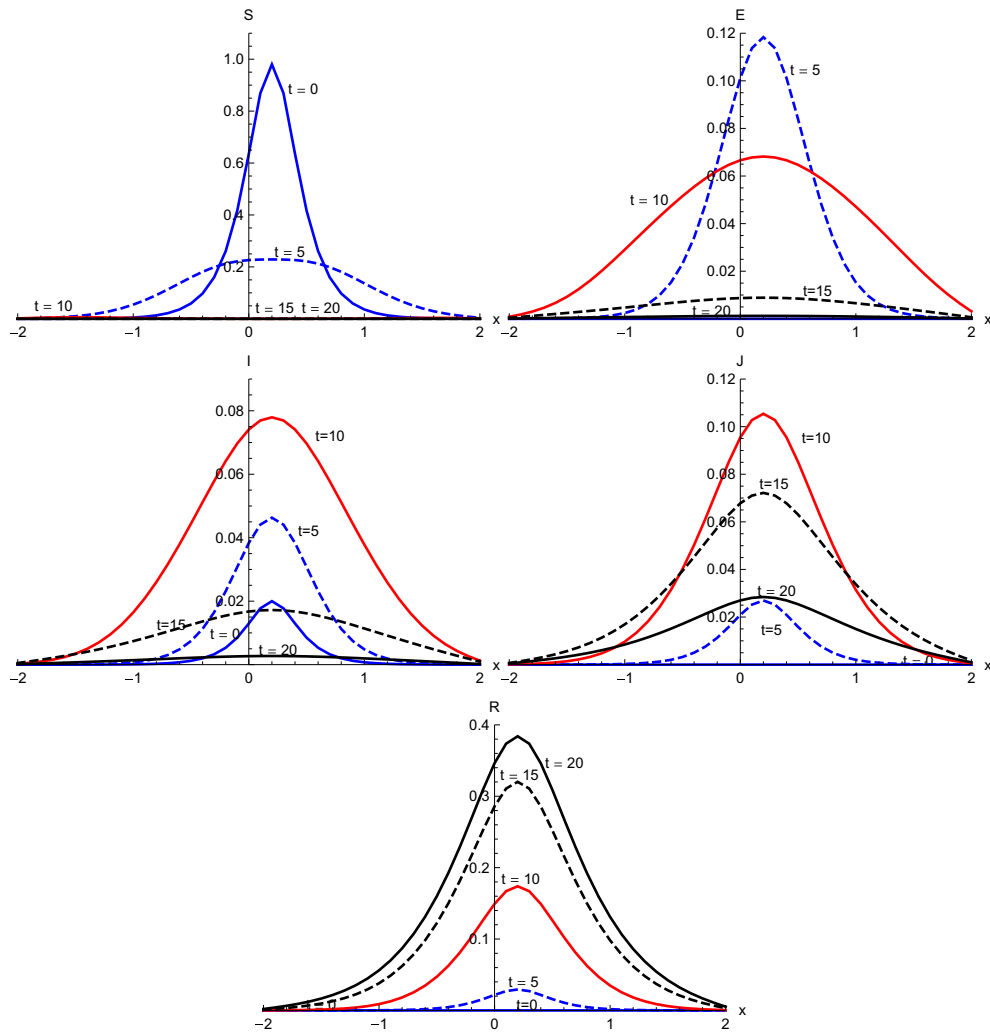 S
1.0
0.8
0.6
0.4
0.2
t = 0
t = 5
t = 10
t = 15
t = 20
−2
−1
0
1
2
x
E
0.12
0.10
0.08
0.06
0.04
0.02
t = 5
t = 10
t=15
t = 20
−2
−1
0
1
2
x
I
0.08
0.06
0.04
0.02
t=10
t=5
t=15
t = 0
t = 20
−2
−1
0
1
2
x
J
0.12
0.10
0.08
0.06
0.04
0.02
t=10
t=15
t = 20
t=5
t = 0
−2
−1
0
1
2
x
R
0.4
0.3
0.2
0.1
t = 20
t = 15
t = 10
t = 5
t=0
−2
−1
0
1
2
x